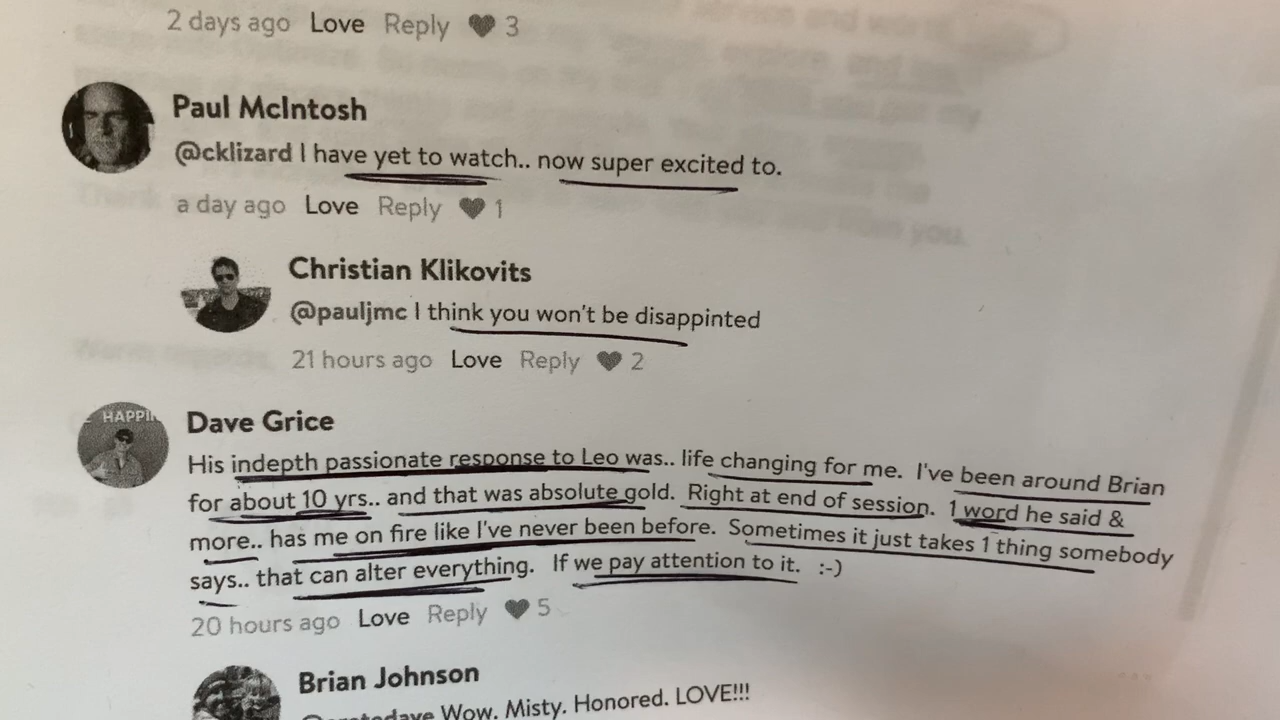 2 days ago Love Reply 3
Paul McIntosh
@cklizard I have yet to watch.. now super excited to.
a day ago Love Reply 1
Christian Klikovits
@pauljmc I think you won't be disappinted
21 hours ago Love Reply 2
HAPPI
Dave Grice
His indepth passionate response to Leo was.. life changing for me. I've been around Brian
for about 10 yrs.. and that was absolute gold. Right at end of session. 1 word he said &
more.. has me on fire like I've never been before. Sometimes it just takes 1 thing somebody
says.. that can alter everything. If we pay attention to it. :-)
20 hours ago Love Reply 5
Brian Johnson
Wow. Misty. Honored. LOVE!!!